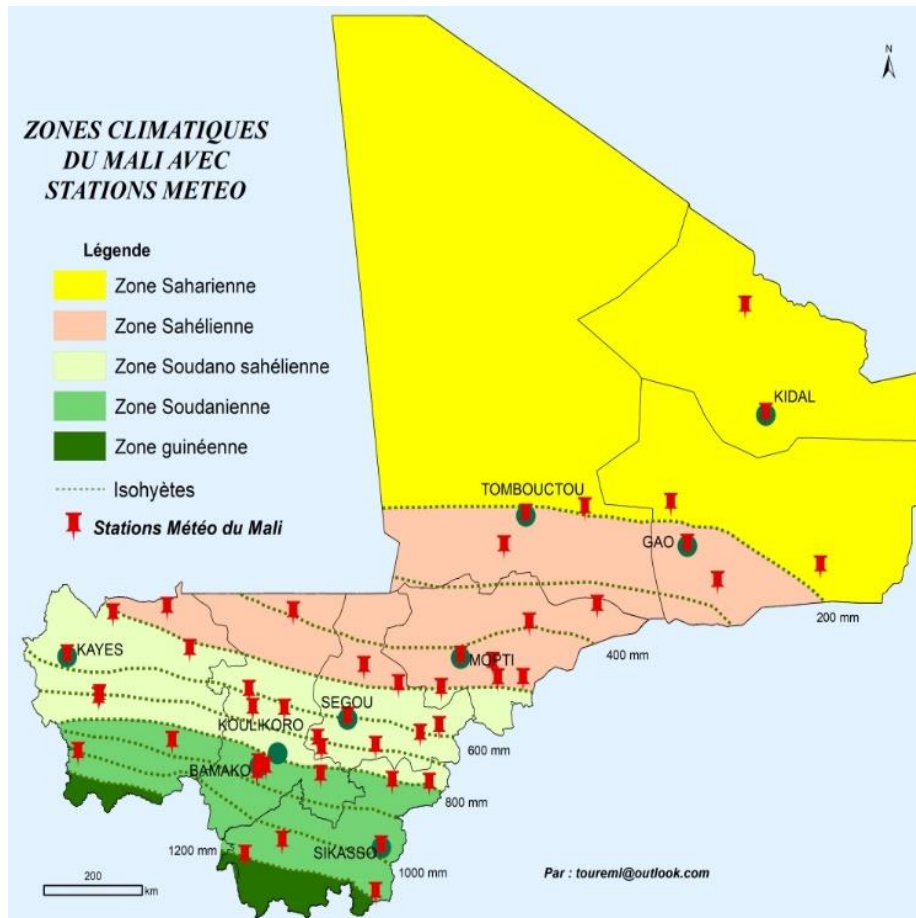 N
ZONES CLIMATIQUES
DU MALI AVEC
STATIONS METEO
Légende
Zone Saharienne
Zone Sahélienne
Zone Soudano sahélienne
Zone Soudanienne
Zone guinéenne
Isohyètes
Stations Météo du Mali
KIDAL
TOMBOUCTOU
GAO
200 mm
KAYES
MOPTI
400 mm
SEGOU
KOULIKORO
600 mm
BAMAKO
800 mm
1200 mm
SIKASSO
1000 mm
Par : toureml@outlook.com
200
km